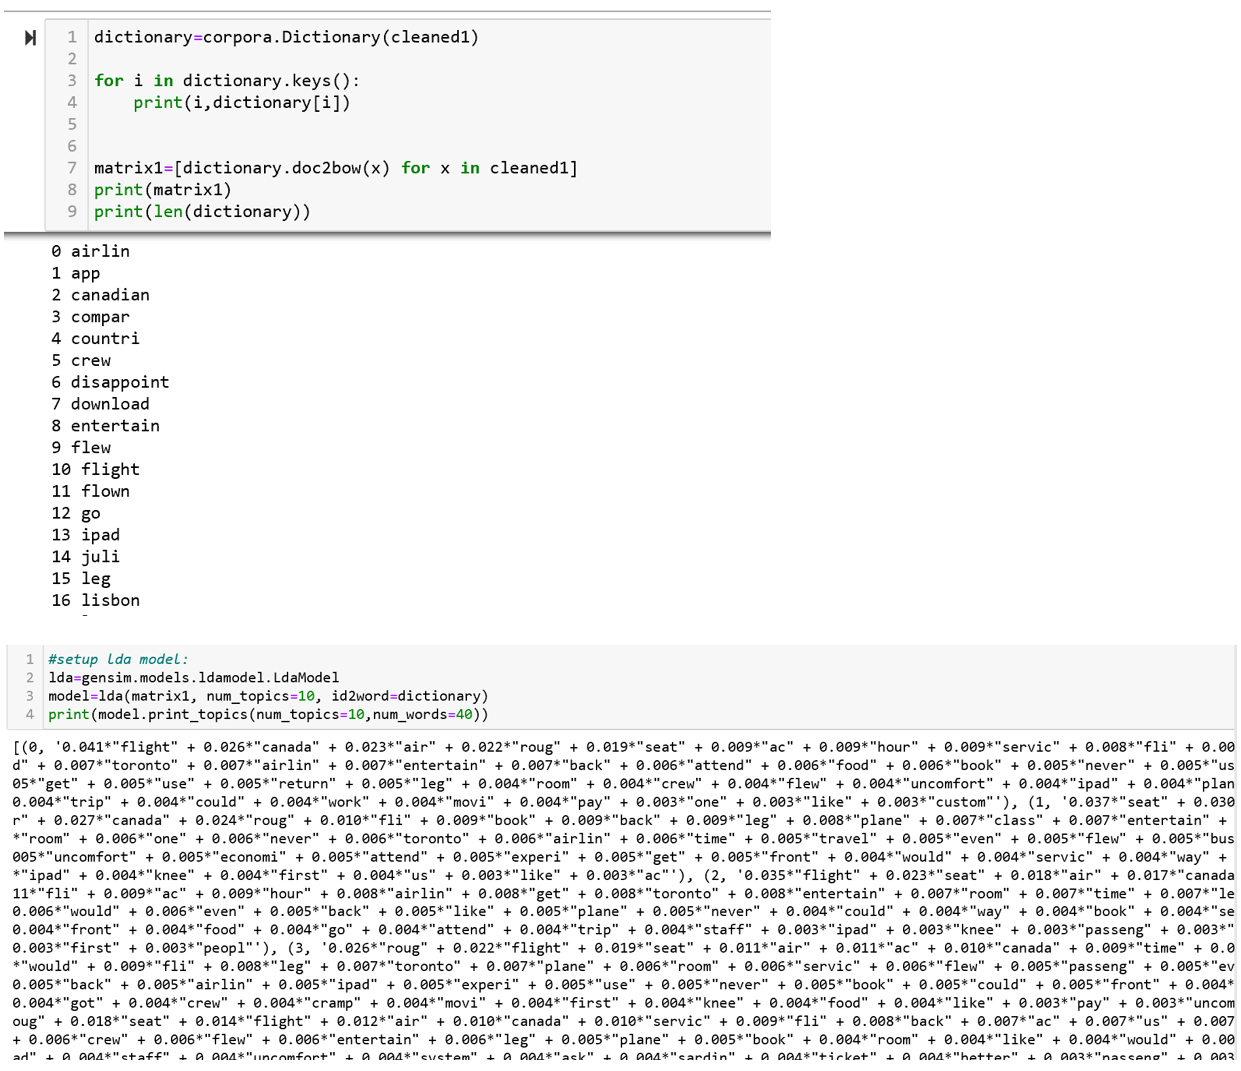 1 dictionary=corpora.Dictionary(cleaned1)
2
3 for i in dictionary.keys():
4     print(i,dictionary[i])
5
6
7 matrix1=[dictionary.doc2bow(x) for x in cleaned1]
8 print(matrix1)
9 print(len(dictionary))
0 airlin
1 app
2 canadian
3 compar
4 countri
5 crew
6 disappoint
7 download
8 entertain
9 flew
10 flight
11 flown
12 go
13 ipad
14 juli
15 leg
16 lisbon
1 #setup lda model:
2 lda=gensim.models.ldamodel.LdaModel
3 model=lda(matrix1, num_topics=10, id2word=dictionary)
4 print(model.print_topics(num_topics=10,num_words=40))
[(0, '0.041*"flight" + 0.026*"canada" + 0.023*"air" + 0.022*"roug" + 0.019*"seat" + 0.009*"ac" + 0.009*"hour" + 0.009*"servic" + 0.008*"fli" + 0.00
d" + 0.007*"toronto" + 0.007*"airlin" + 0.007*"entertain" + 0.007*"back" + 0.006*"attend" + 0.006*"food" + 0.006*"book" + 0.005*"never" + 0.005*"us
05*"get" + 0.005*"use" + 0.005*"return" + 0.005*"leg" + 0.004*"room" + 0.004*"crew" + 0.004*"flew" + 0.004*"uncomfort" + 0.004*"ipad" + 0.004*"plan
0.004*"trip" + 0.004*"could" + 0.004*"work" + 0.004*"movi" + 0.004*"pay" + 0.003*"one" + 0.003*"like" + 0.003*"custom"'), (1, '0.037*"seat" + 0.030
r" + 0.027*"canada" + 0.024*"roug" + 0.010*"fli" + 0.009*"book" + 0.009*"back" + 0.009*"leg" + 0.008*"plane" + 0.007*"class" + 0.007*"entertain" +
*"room" + 0.006*"one" + 0.006*"never" + 0.006*"toronto" + 0.006*"airlin" + 0.006*"time" + 0.005*"travel" + 0.005*"even" + 0.005*"flew" + 0.005*"bus
005*"uncomfort" + 0.005*"economi" + 0.005*"attend" + 0.005*"experi" + 0.005*"get" + 0.005*"front" + 0.004*"would" + 0.004*"servic" + 0.004*"way" +
*"ipad" + 0.004*"knee" + 0.004*"first" + 0.004*"us" + 0.003*"like" + 0.003*"ac"'), (2, '0.035*"flight" + 0.023*"seat" + 0.018*"air" + 0.017*"canada
11*"fli" + 0.009*"ac" + 0.009*"hour" + 0.008*"airlin" + 0.008*"get" + 0.008*"toronto" + 0.008*"entertain" + 0.007*"room" + 0.007*"time" + 0.007*"le
0.006*"would" + 0.006*"even" + 0.005*"back" + 0.005*"like" + 0.005*"plane" + 0.005*"never" + 0.004*"could" + 0.004*"way" + 0.004*"book" + 0.004*"se
0.004*"front" + 0.004*"food" + 0.004*"go" + 0.004*"attend" + 0.004*"trip" + 0.004*"staff" + 0.003*"ipad" + 0.003*"knee" + 0.003*"passeng" + 0.003*"
0.003*"first" + 0.003*"peopl"'), (3, '0.026*"roug" + 0.022*"flight" + 0.019*"seat" + 0.011*"air" + 0.011*"ac" + 0.010*"canada" + 0.009*"time" + 0.0
*"would" + 0.009*"fli" + 0.008*"leg" + 0.007*"toronto" + 0.007*"plane" + 0.006*"room" + 0.006*"servic" + 0.006*"flew" + 0.005*"passeng" + 0.005*"ev
0.005*"back" + 0.005*"airlin" + 0.005*"ipad" + 0.005*"experi" + 0.005*"use" + 0.005*"never" + 0.005*"book" + 0.005*"could" + 0.005*"front" + 0.004*
0.004*"got" + 0.004*"crew" + 0.004*"cramp" + 0.004*"movi" + 0.004*"first" + 0.004*"knee" + 0.004*"food" + 0.004*"like" + 0.003*"pay" + 0.003*"uncom
oug" + 0.018*"seat" + 0.014*"flight" + 0.012*"air" + 0.010*"canada" + 0.010*"servic" + 0.009*"fli" + 0.008*"back" + 0.007*"ac" + 0.007*"us" + 0.007
+ 0.006*"crew" + 0.006*"flew" + 0.006*"entertain" + 0.006*"leg" + 0.005*"plane" + 0.005*"book" + 0.004*"room" + 0.004*"like" + 0.004*"would" + 0.00
ad" + 0.004*"staff" + 0.004*"uncomfort" + 0.004*"system" + 0.004*"ask" + 0.004*"sardin" + 0.004*"ticket" + 0.004*"better" + 0.003*"passeng" + 0.003